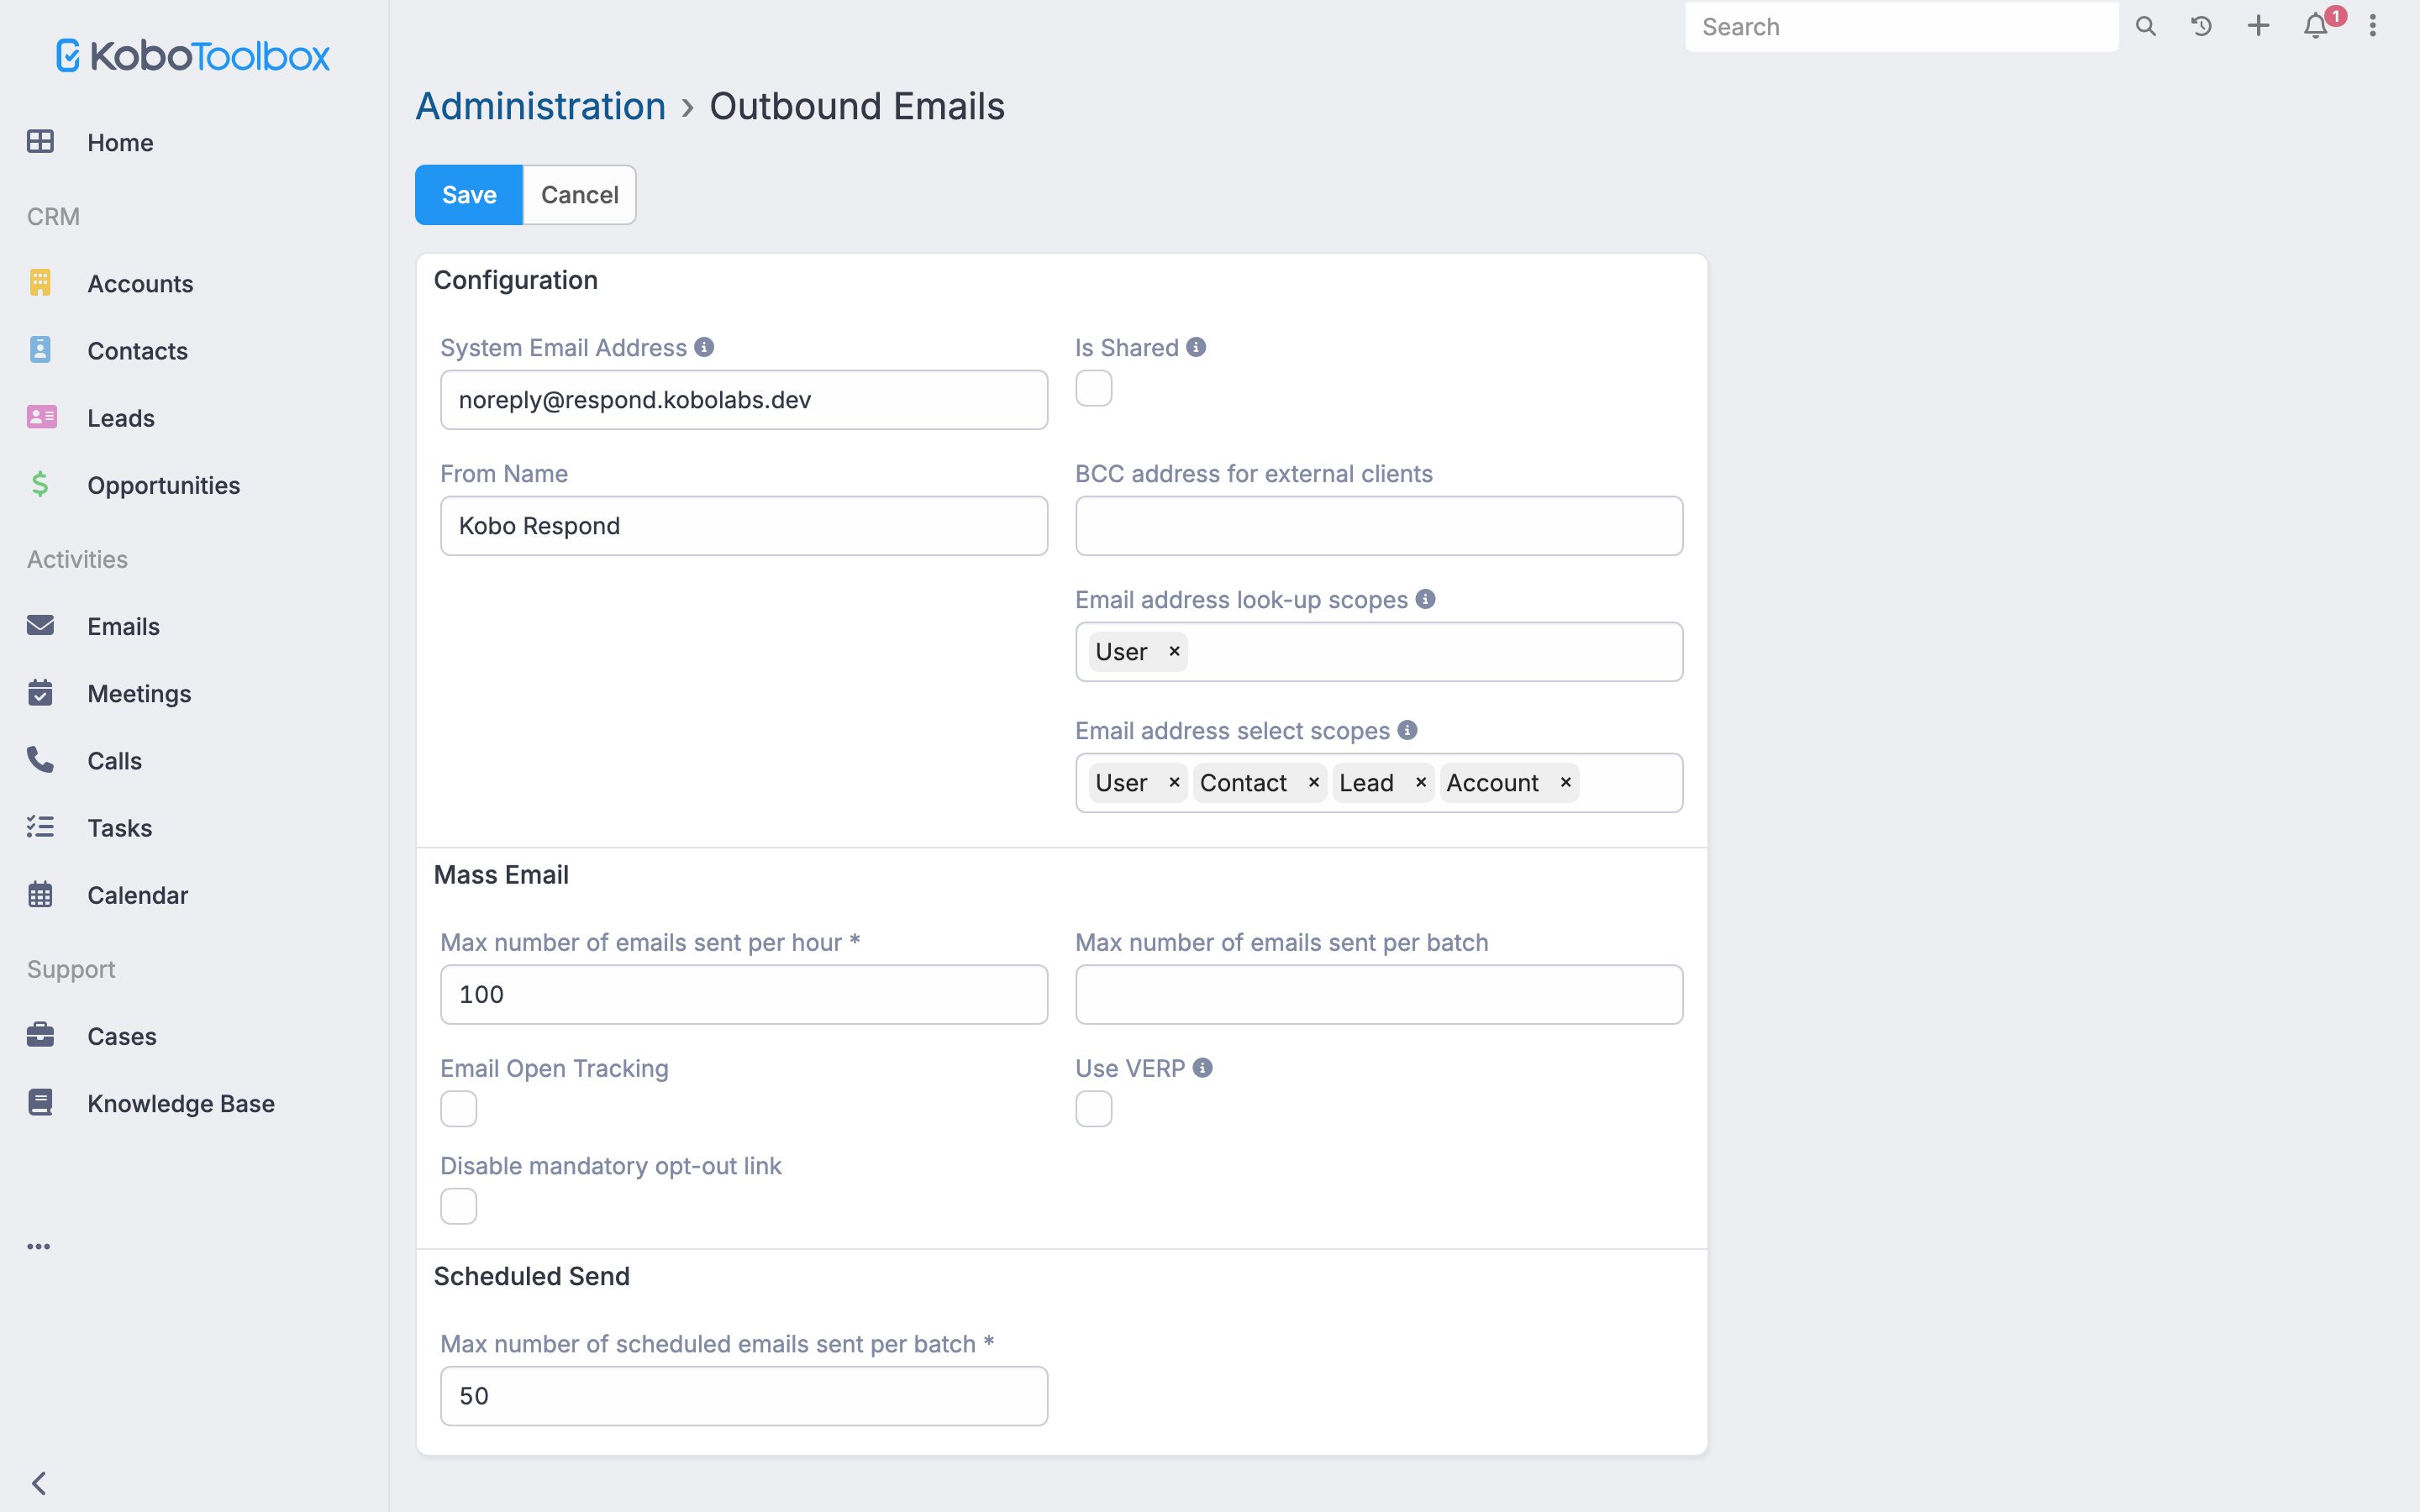 KoboToolbox
Search
1
Administration › Outbound Emails
Home
Save Cancel
CRM
Accounts
Contacts
Leads
Opportunities
Activities
Emails
Meetings
Calls
Tasks
Calendar
Support
Cases
Knowledge Base
Configuration
System Email Address
noreply@respond.kobolabs.dev
Is Shared
From Name
Kobo Respond
BCC address for external clients
Email address look-up scopes
User ×
Email address select scopes
User × Contact × Lead × Account ×
Mass Email
Max number of emails sent per hour *
100
Max number of emails sent per batch
Email Open Tracking
Use VERP
Disable mandatory opt-out link
Scheduled Send
Max number of scheduled emails sent per batch *
50